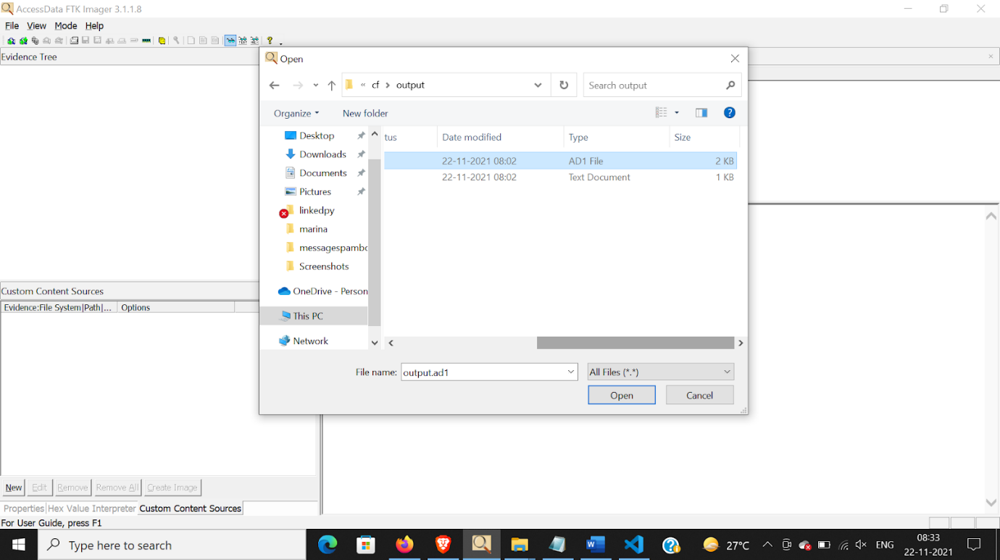 AccessData FTK Imager 3.1.1.8
File View Mode Help
Evidence Tree
Open
« cf › output
Search output
Organize
New folder
Desktop
Downloads
Documents
Pictures
linkedpy
marina
messagespambo
Screenshots
OneDrive - Person
This PC
Network
tus Date modified Type Size
22-11-2021 08:02 AD1 File 2 KB
22-11-2021 08:02 Text Document 1 KB
File name: output.ad1 All Files (*.*)
Open Cancel
Custom Content Sources
Evidence:File System|Path|... Options
New Edit Remove Remove All Create Image
Properties Hex Value Interpreter Custom Content Sources
For User Guide, press F1
Type here to search
27°C
ENG
08:33
22-11-2021